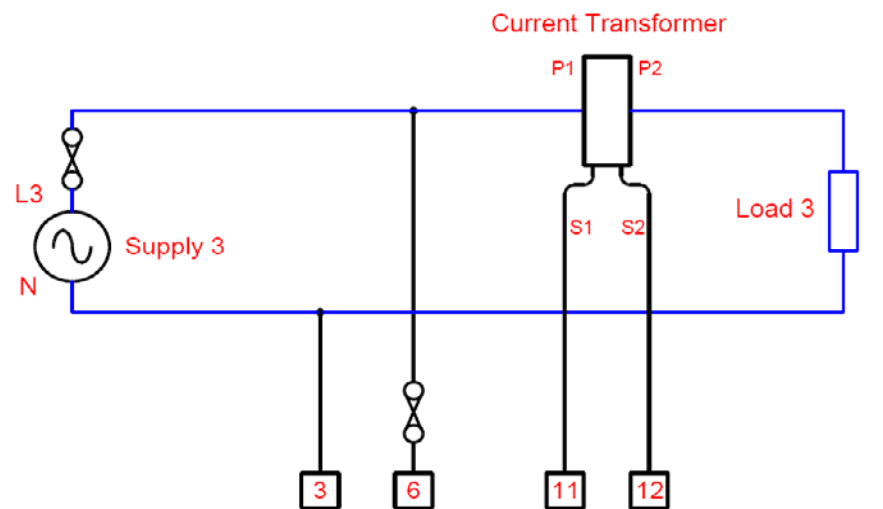 Current Transformer
P1
P2
L3
Supply 3
N
S1
S2
Load 3
3
6
11
12